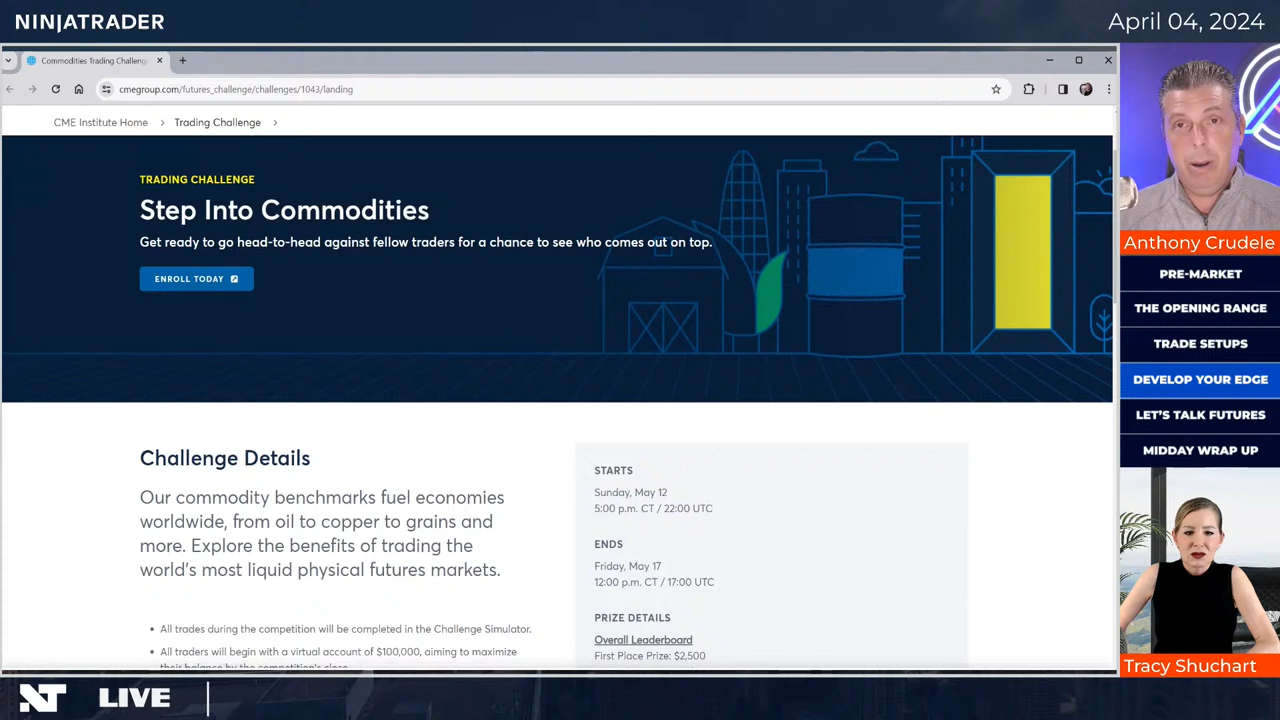 NINJATRADER
April 04, 2024
Commodities Trading Challeng
cmegroup.com/futures_challenge/challenges/1043/landing
CME Institute Home > Trading Challenge >
TRADING CHALLENGE
Step Into Commodities
Get ready to go head-to-head against fellow traders for a chance to see who comes out on top.
ENROLL TODAY
Challenge Details
Our commodity benchmarks fuel economies
worldwide, from oil to copper to grains and
more. Explore the benefits of trading the
world's most liquid physical futures markets.
• All trades during the competition will be completed in the Challenge Simulator.
• All traders will begin with a virtual account of $100,000, aiming to maximize
their balance by the competition's close.
STARTS
Sunday, May 12
5:00 p.m. CT / 22:00 UTC
ENDS
Friday, May 17
12:00 p.m. CT / 17:00 UTC
PRIZE DETAILS
Overall Leaderboard
First Place Prize: $2,500
Anthony Crudele
PRE-MARKET
THE OPENING RANGE
TRADE SETUPS
DEVELOP YOUR EDGE
LET'S TALK FUTURES
MIDDAY WRAP UP
Tracy Shuchart
NT LIVE